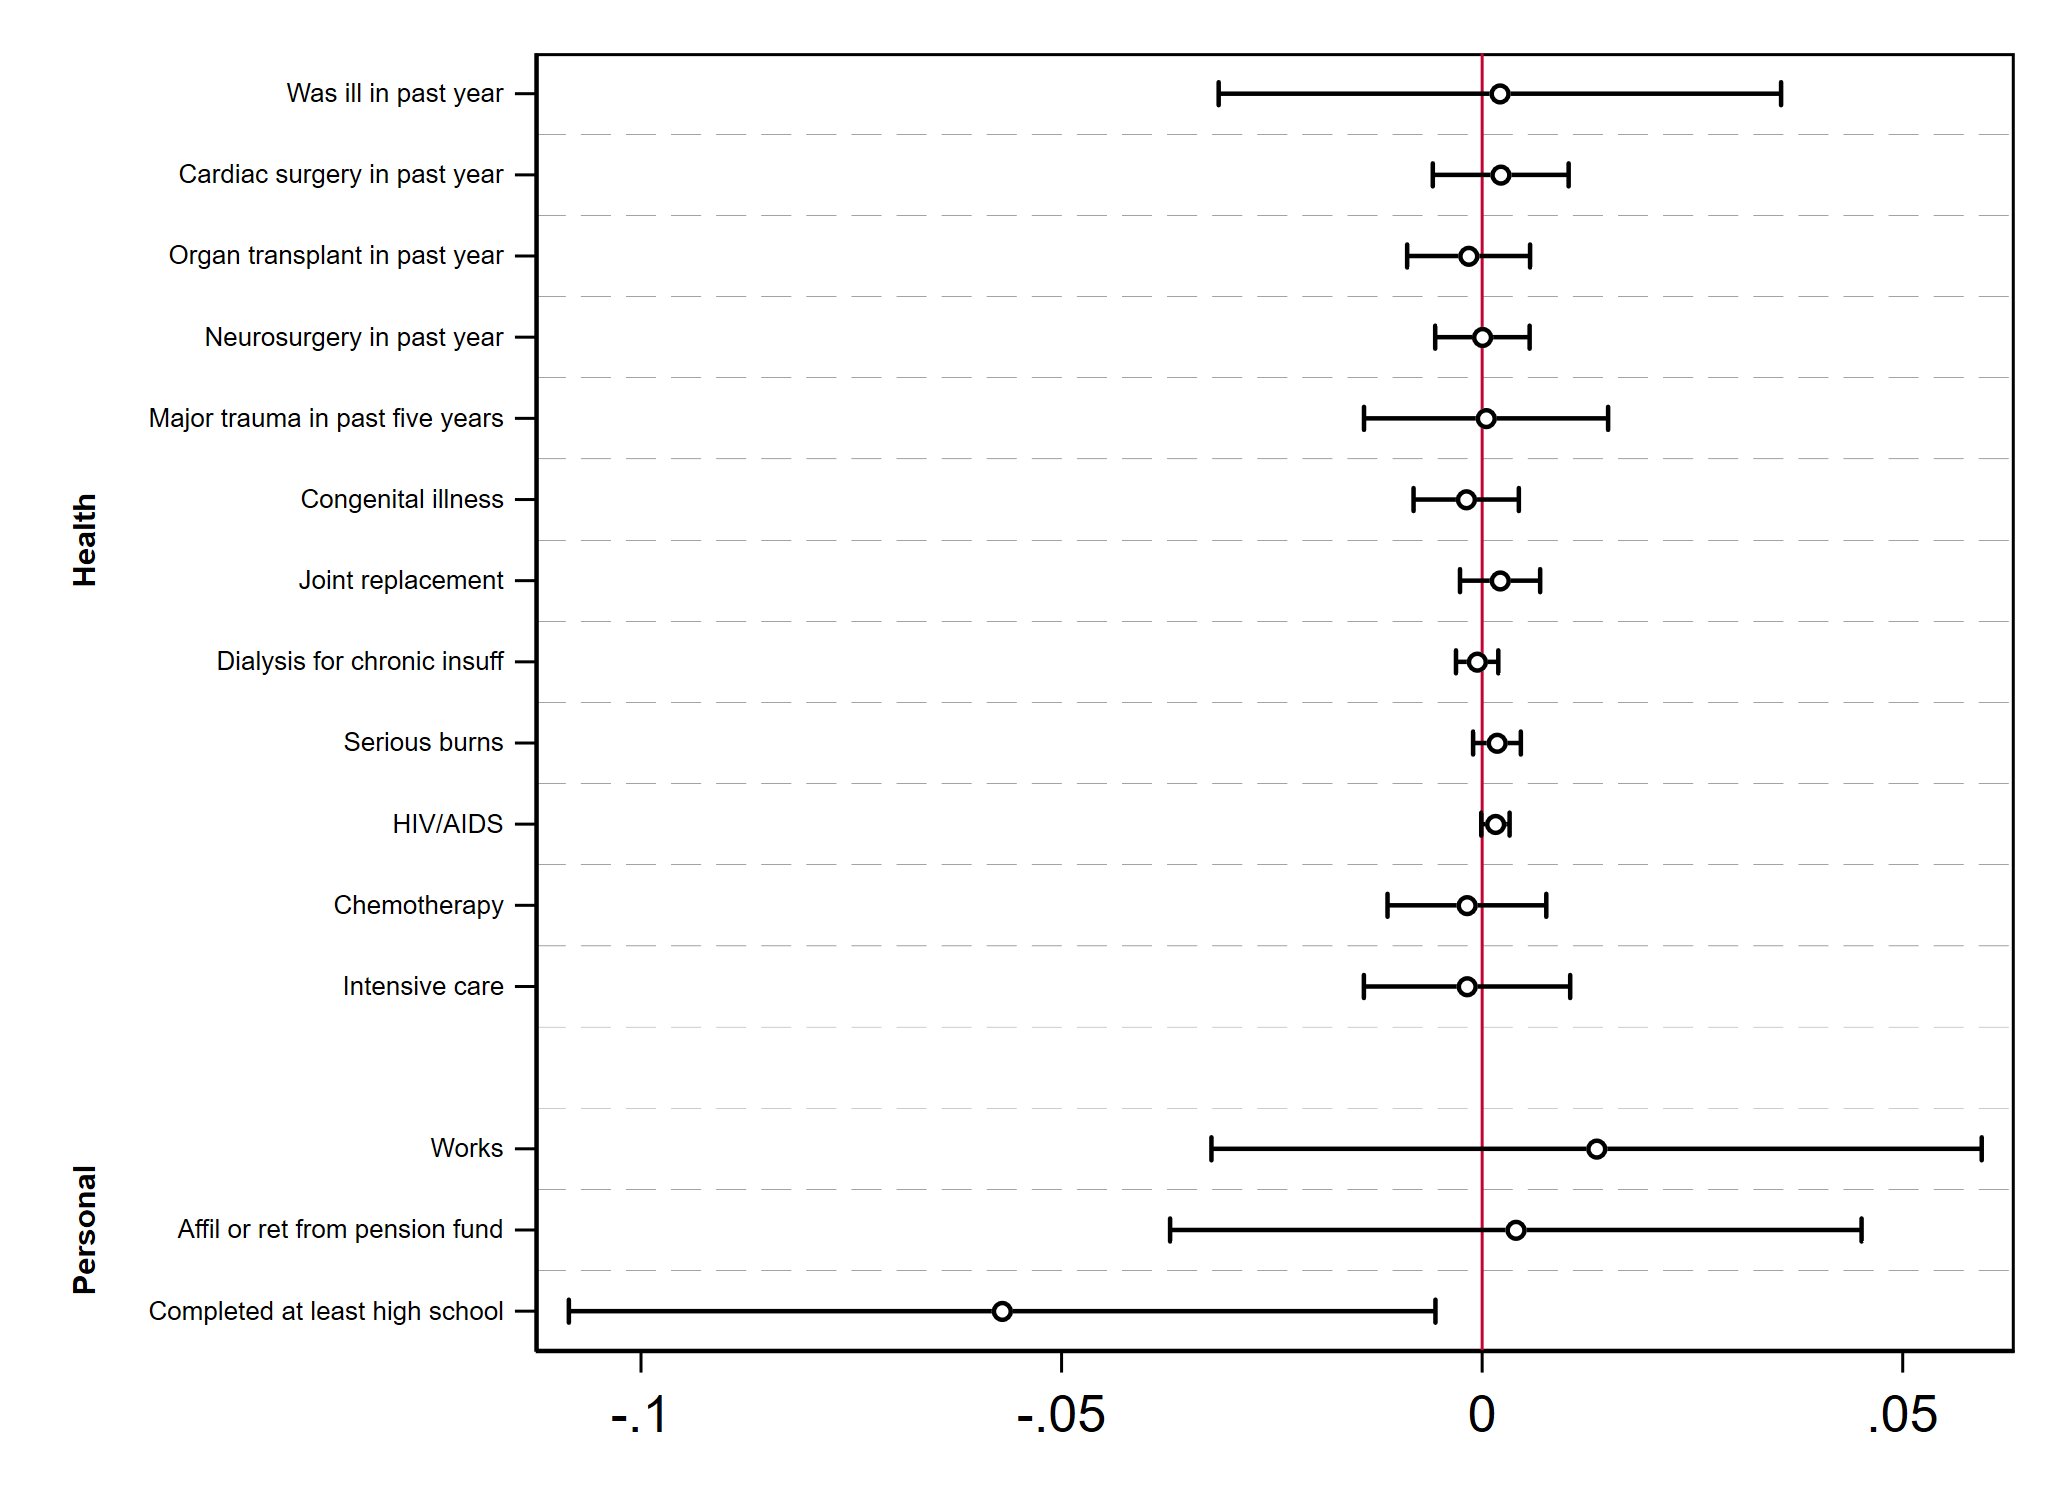 Health
Was ill in past year
Cardiac surgery in past year
Organ transplant in past year
Neurosurgery in past year
Major trauma in past five years
Congenital illness
Joint replacement
Dialysis for chronic insuff
Serious burns
HIV/AIDS
Chemotherapy
Intensive care
Personal
Works
Affil or ret from pension fund
Completed at least high school
-.1
-.05
0
.05